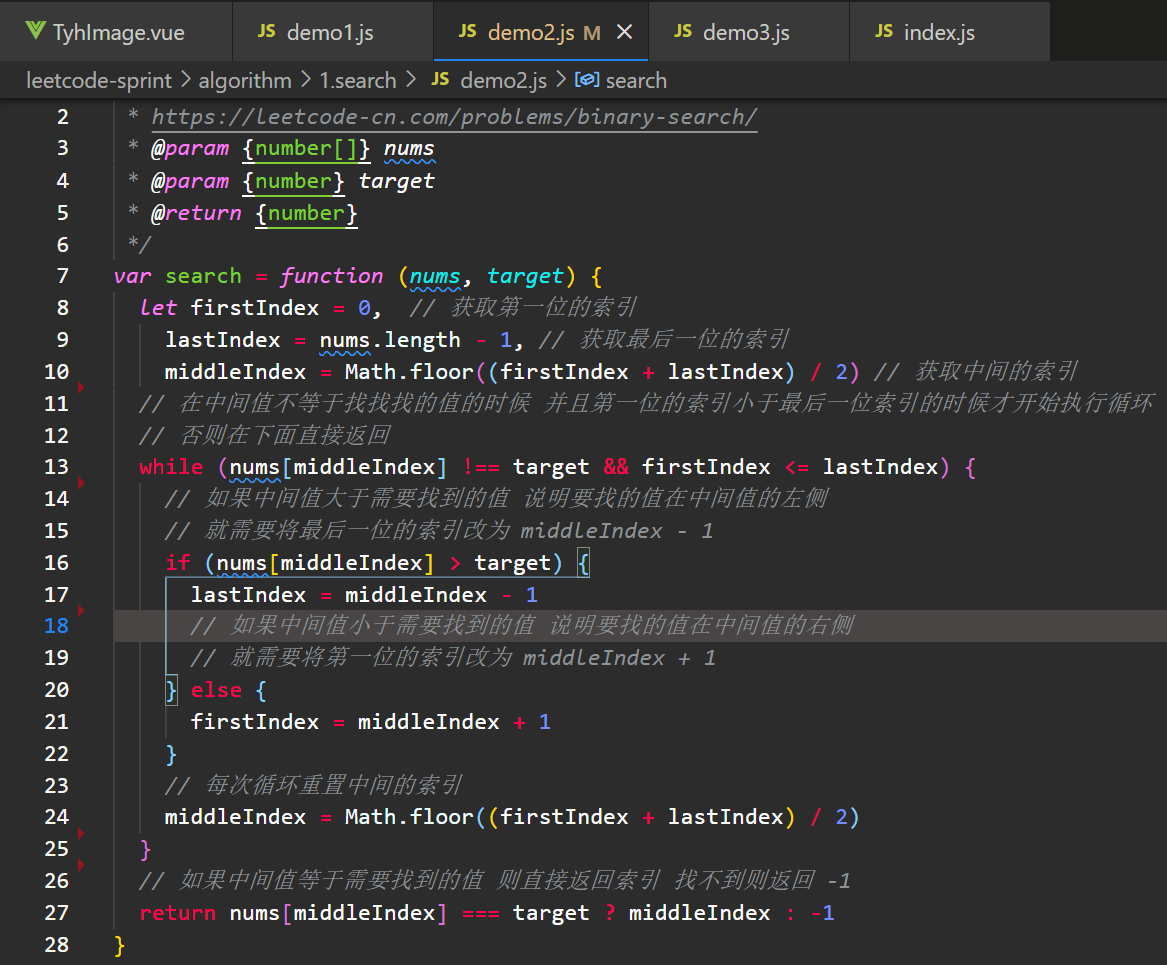 TyhImage.vue JS demo1.js JS demo2.js M JS demo3.js JS index.js
leetcode-sprint > algorithm > 1.search > JS demo2.js > search
2 * https://leetcode-cn.com/problems/binary-search/
3 * @param {number[]} nums
4 * @param {number} target
5 * @return {number}
6 */
7 var search = function (nums, target) {
8 let firstIndex = 0, // 获取第一位的索引
9 lastIndex = nums.length - 1, // 获取最后一位的索引
10 middleIndex = Math.floor((firstIndex + lastIndex) / 2) // 获取中间的索引
11 // 在中间值不等于找找找的值的时候 并且第一位的索引小于最后一位索引的时候才开始执行循环
12 // 否则在下面直接返回
13 while (nums[middleIndex] !== target && firstIndex <= lastIndex) {
14 // 如果中间值大于需要找到的值 说明要找的值在中间值的左侧
15 // 就需要将最后一位的索引改为 middleIndex - 1
16 if (nums[middleIndex] > target) {
17 lastIndex = middleIndex - 1
18 // 如果中间值小于需要找到的值 说明要找的值在中间值的右侧
19 // 就需要将第一位的索引改为 middleIndex + 1
20 } else {
21 firstIndex = middleIndex + 1
22 }
23 // 每次循环重置中间的索引
24 middleIndex = Math.floor((firstIndex + lastIndex) / 2)
25 }
26 // 如果中间值等于需要找到的值 则直接返回索引 找不到则返回 -1
27 return nums[middleIndex] === target ? middleIndex : -1
28 }